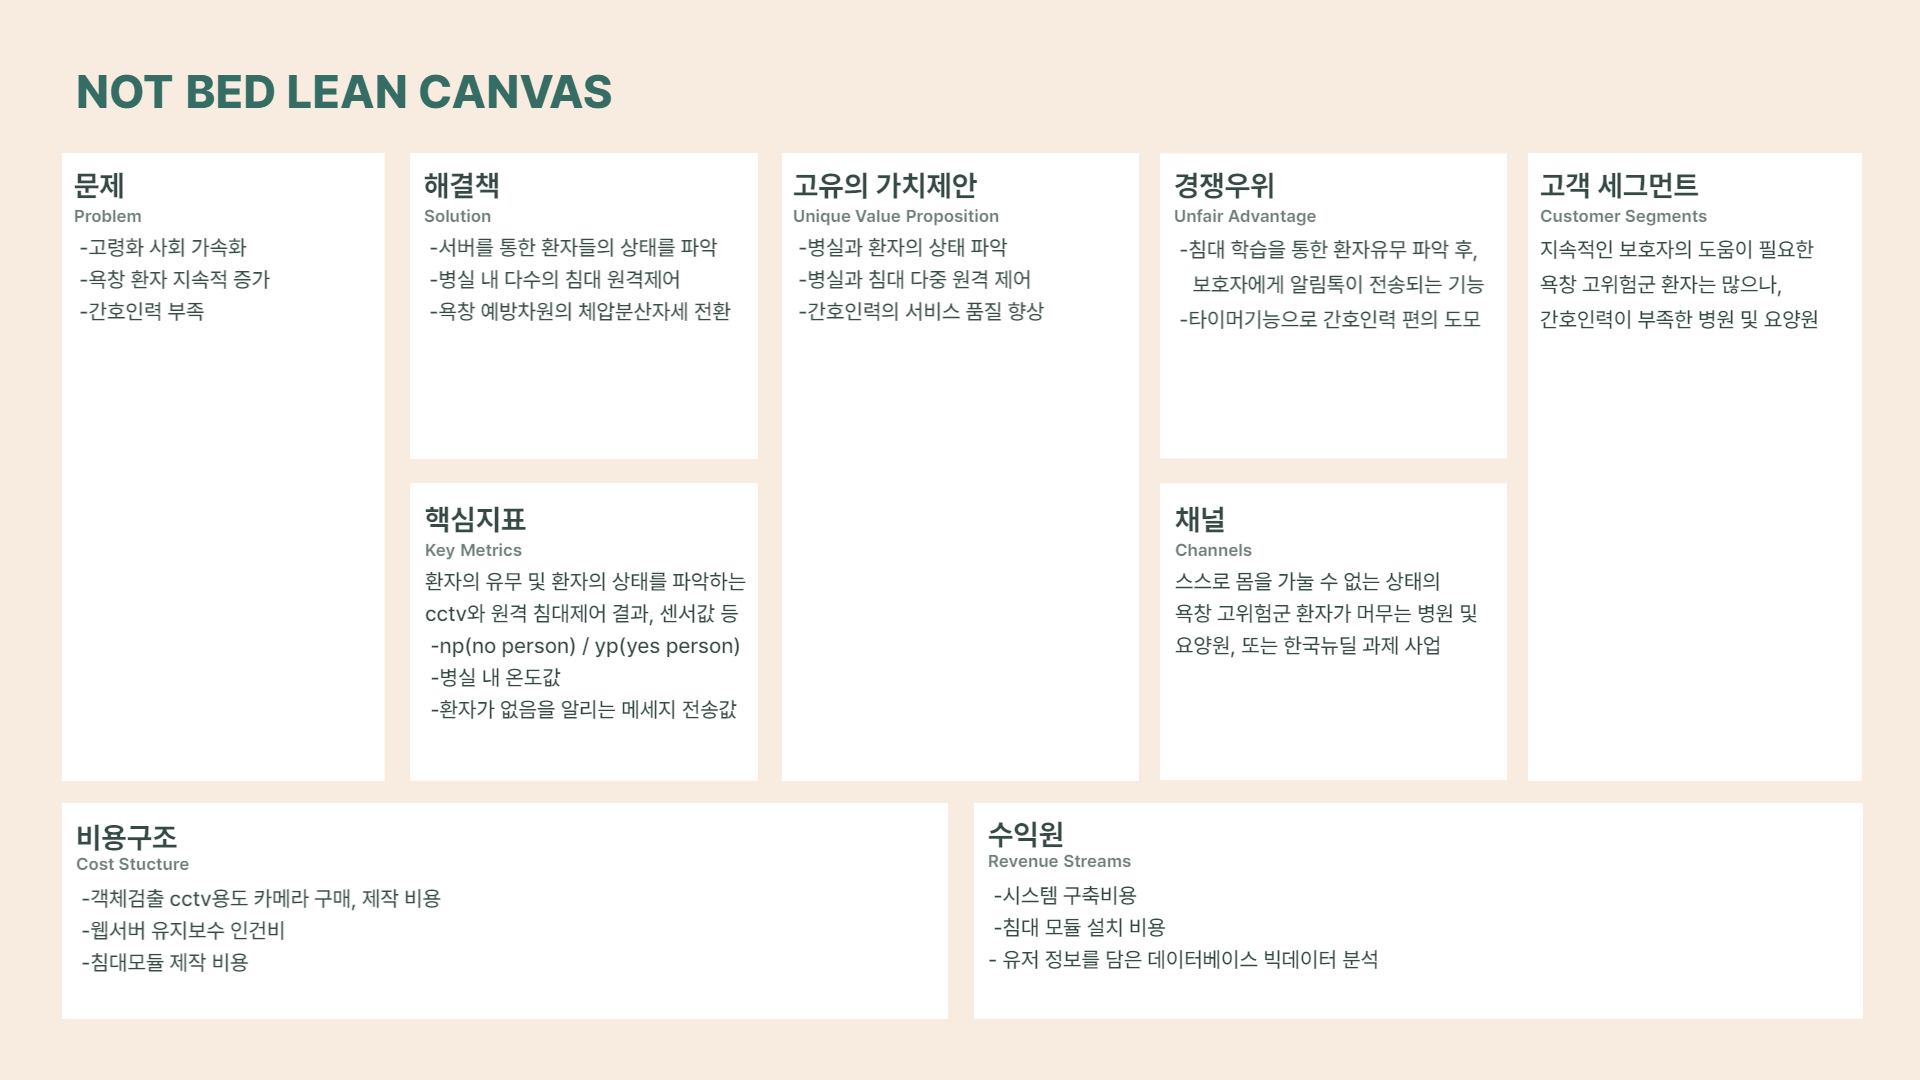 NOT BED LEAN CANVAS
문제
Problem
-고령화 사회 가속화
-욕창 환자 지속적 증가
-간호인력 부족
해결책
Solution
-서버를 통한 환자들의 상태를 파악
-병실 내 다수의 침대 원격제어
-욕창 예방차원의 체압분산자세 전환
핵심지표
Key Metrics
환자의 유무 및 환자의 상태를 파악하는
cctv와 원격 침대제어 결과, 센서값 등
-np(no person) / yp(yes person)
-병실 내 온도값
-환자가 없음을 알리는 메세지 전송값
고유의 가치제안
Unique Value Proposition
-병실과 환자의 상태 파악
-병실과 침대 다중 원격 제어
-간호인력의 서비스 품질 향상
경쟁우위
Unfair Advantage
-침대 학습을 통한 환자유무 파악 후,
보호자에게 알림톡이 전송되는 기능
-타이머기능으로 간호인력 편의 도모
채널
Channels
스스로 몸을 가눌 수 없는 상태의
욕창 고위험군 환자가 머무는 병원 및
요양원, 또는 한국뉴딜 과제 사업
고객 세그먼트
Customer Segments
지속적인 보호자의 도움이 필요한
욕창 고위험군 환자는 많으나,
간호인력이 부족한 병원 및 요양원
비용구조
Cost Stucture
-객체검출 cctv용도 카메라 구매, 제작 비용
-웹서버 유지보수 인건비
-침대모듈 제작 비용
수익원
Revenue Streams
-시스템 구축비용
-침대 모듈 설치 비용
- 유저 정보를 담은 데이터베이스 빅데이터 분석